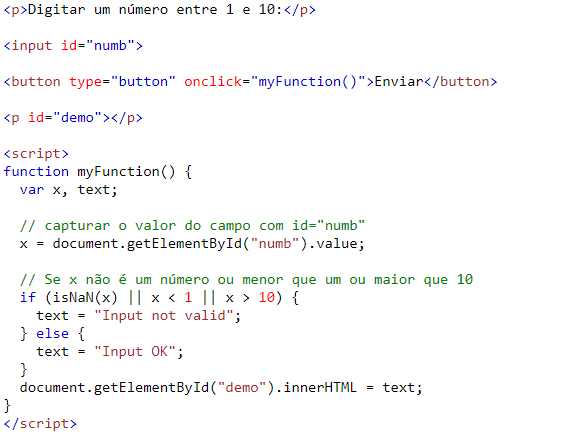 <p>Digitar um número entre 1 e 10:</p>
<input id="numb">
<button type="button" onclick="myFunction()">Enviar</button>
<p id="demo"></p>
<script>
function myFunction() {
  var x, text;
  // capturar o valor do campo com id="numb"
  x = document.getElementById("numb").value;
  // Se x não é um número ou menor que um ou maior que 10
  if (isNaN(x) || x < 1 || x > 10) {
    text = "Input not valid";
  } else {
    text = "Input OK";
  }
  document.getElementById("demo").innerHTML = text;
}
</script>